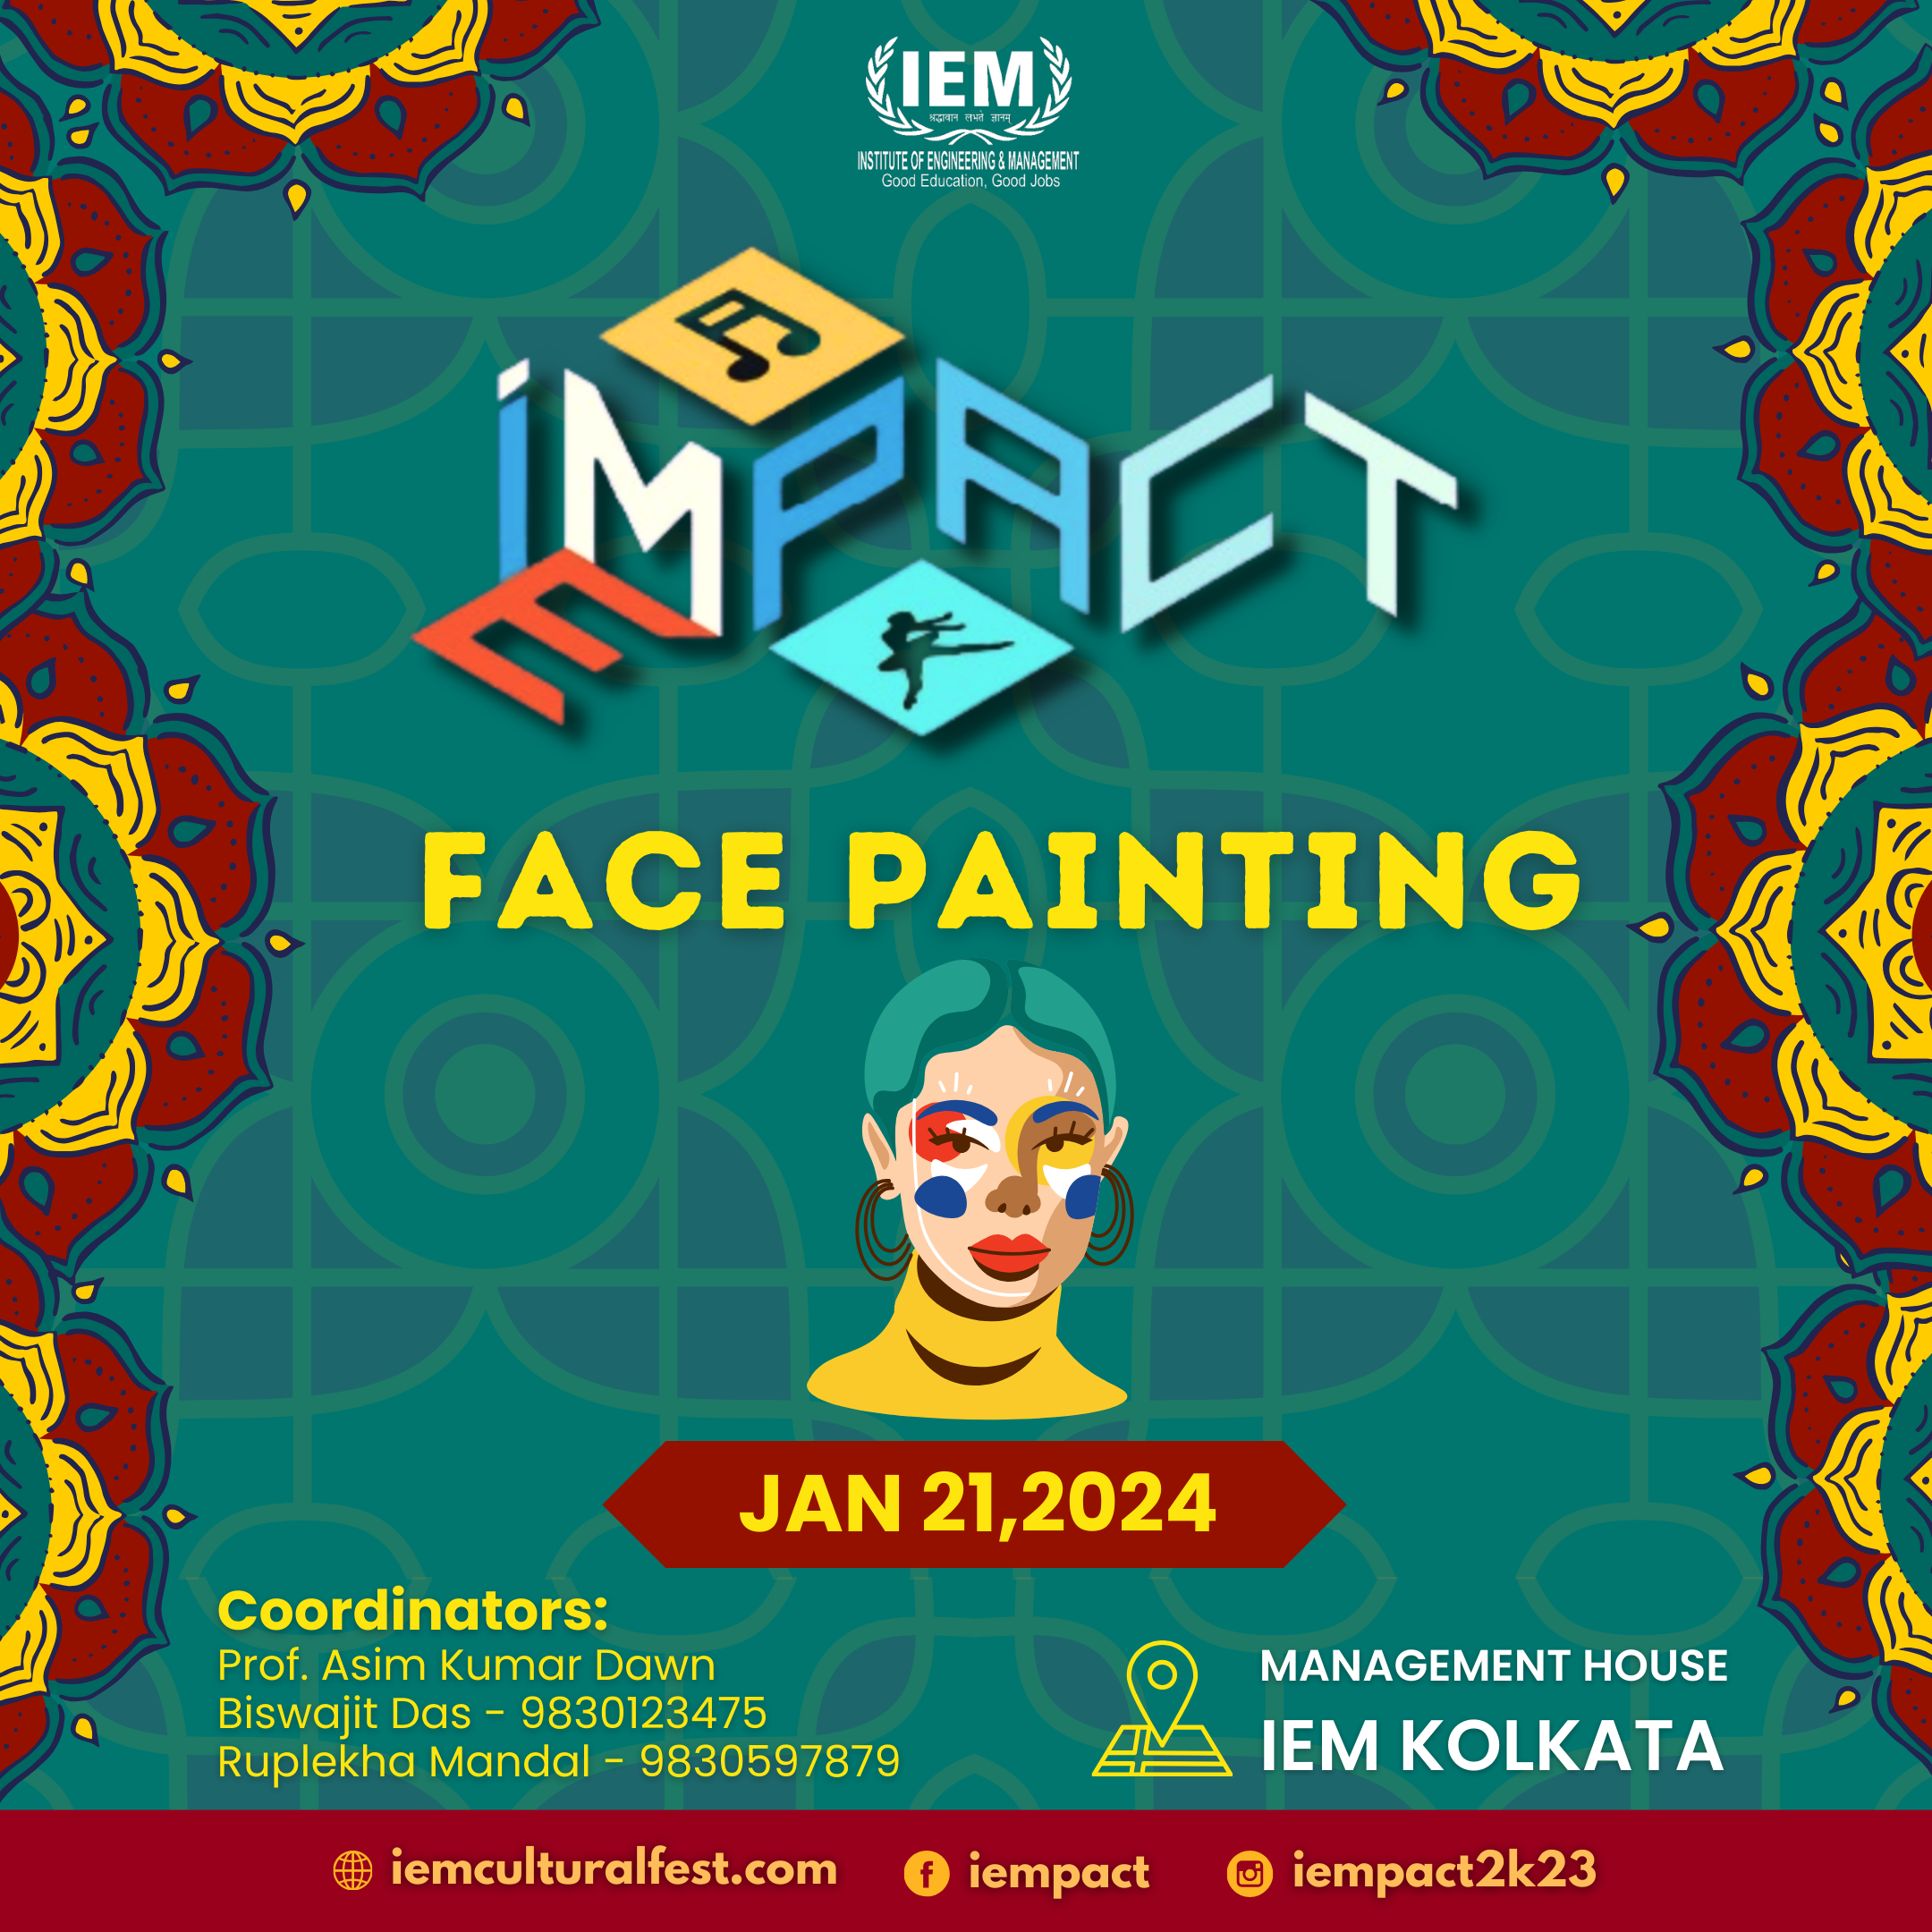 IEM
श्रद्धावान लभते ज्ञानम्
INSTITUTE OF ENGINEERING & MANAGEMENT
Good Education, Good Jobs
iEMPACT
FACE PAINTING
JAN 21,2024
Coordinators:
Prof. Asim Kumar Dawn
Biswajit Das - 9830123475
Ruplekha Mandal - 9830597879
MANAGEMENT HOUSE
IEM KOLKATA
iemculturalfest.com
iempact
iempact2k23